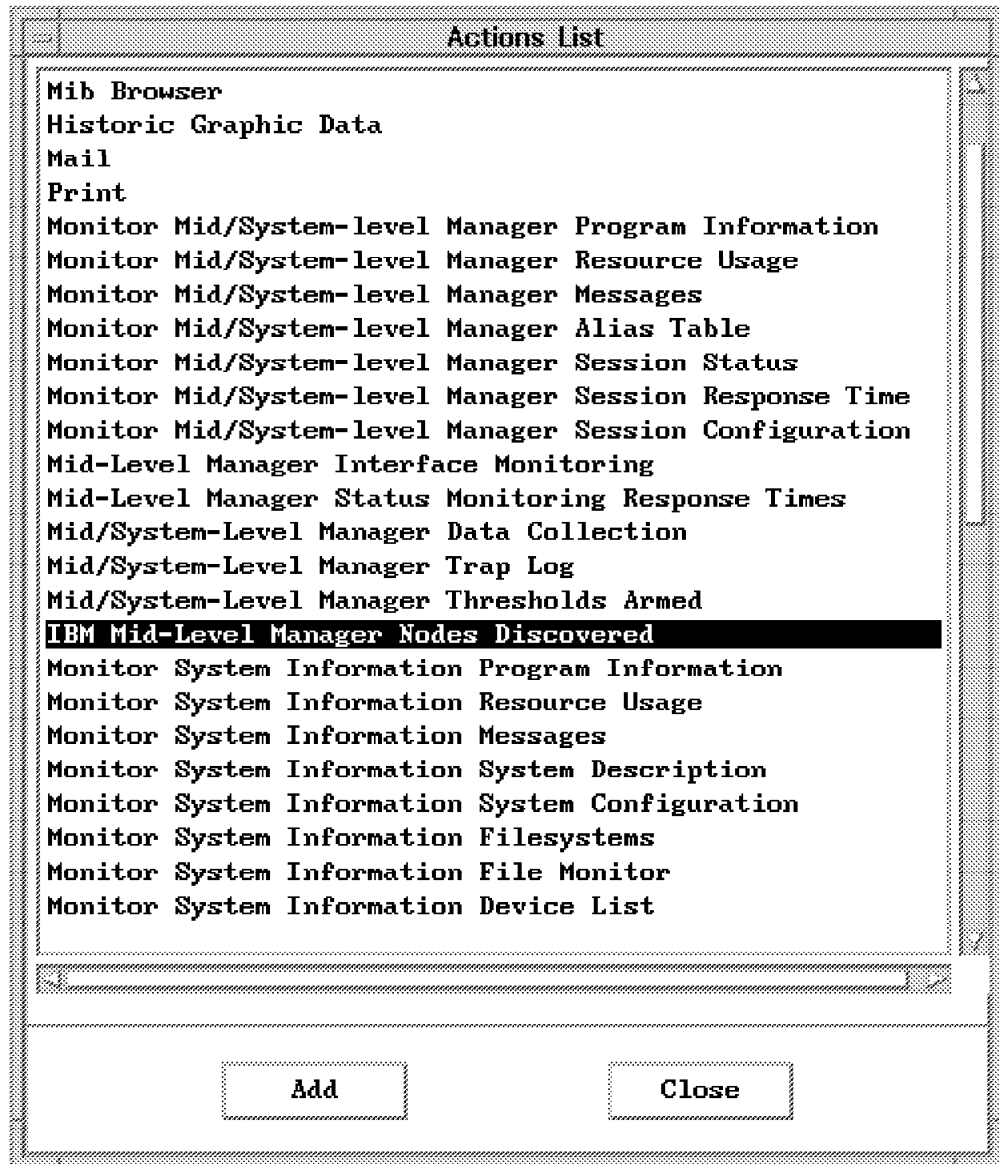 Actions List
Mib Browser
Historic Graphic Data
Mail
Print
Monitor Mid/System-level Manager Program Information
Monitor Mid/System-level Manager Resource Usage
Monitor Mid/System-level Manager Messages
Monitor Mid/System-level Manager Alias Table
Monitor Mid/System-level Manager Session Status
Monitor Mid/System-level Manager Session Response Time
Monitor Mid/System-level Manager Session Configuration
Mid-Level Manager Interface Monitoring
Mid-Level Manager Status Monitoring Response Times
Mid/System-Level Manager Data Collection
Mid/System-Level Manager Trap Log
Mid/System-Level Manager Thresholds Armed
IBM Mid-Level Manager Nodes Discovered
Monitor System Information Program Information
Monitor System Information Resource Usage
Monitor System Information Messages
Monitor System Information System Description
Monitor System Information System Configuration
Monitor System Information Filesystems
Monitor System Information File Monitor
Monitor System Information Device List
Add
Close